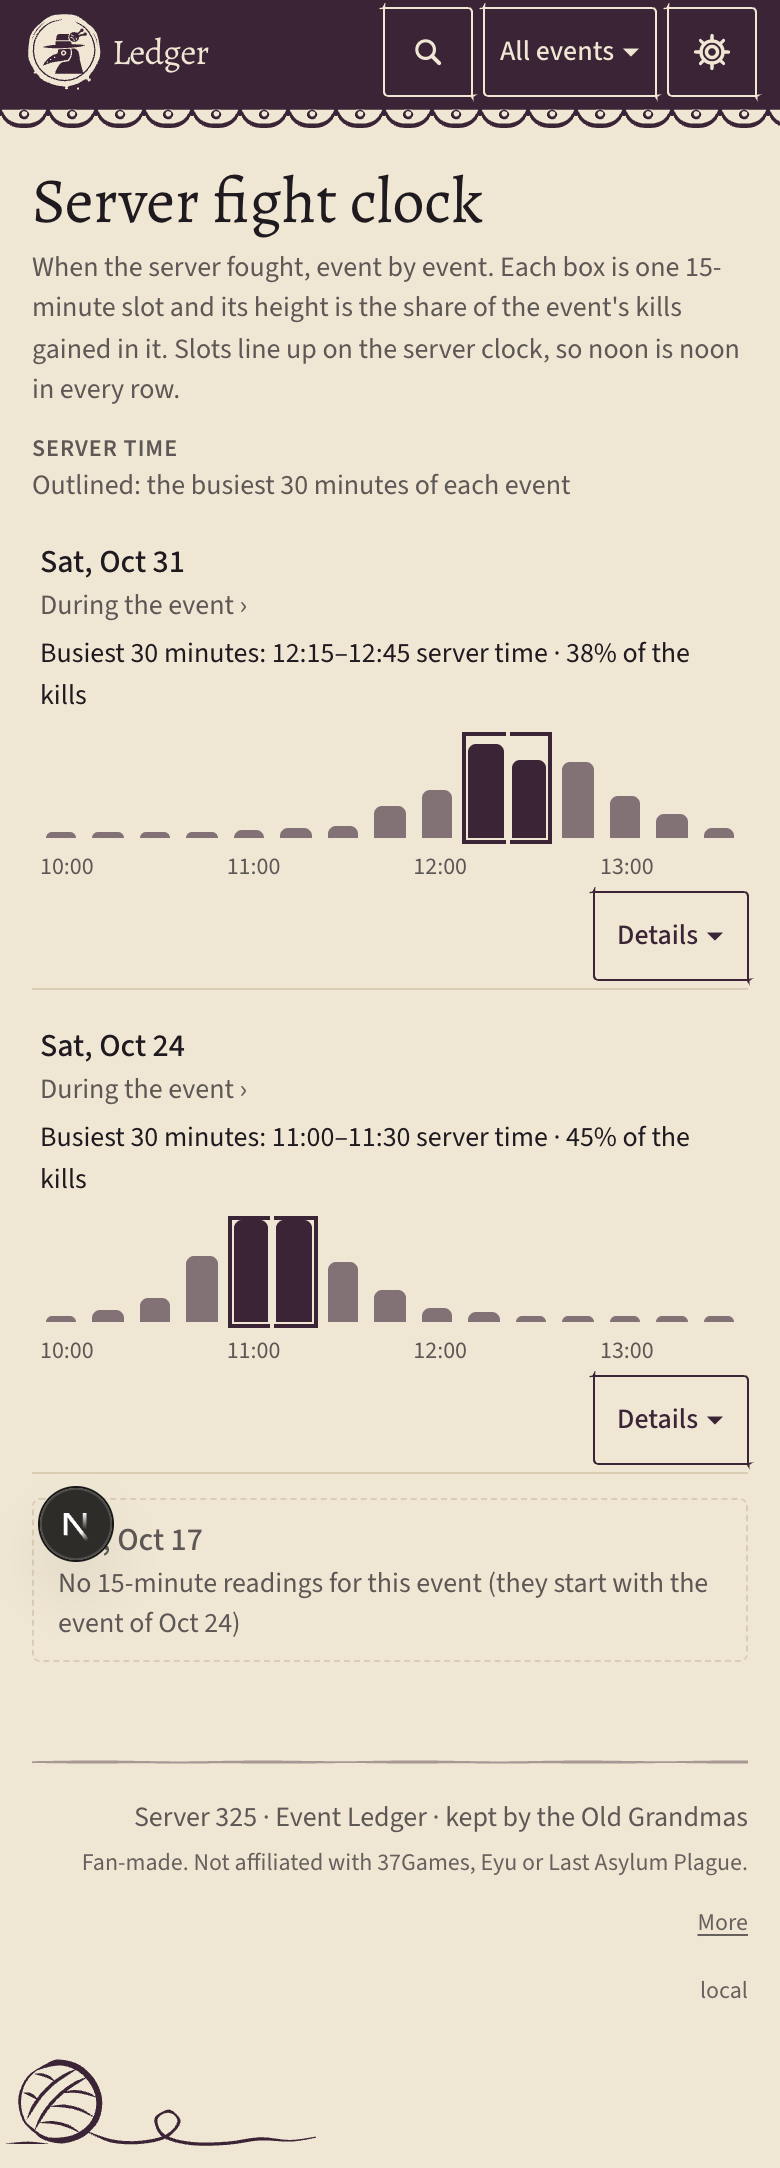 Ledger
All events
Server fight clock
When the server fought, event by event. Each box is one 15-
minute slot and its height is the share of the event's kills
gained in it. Slots line up on the server clock, so noon is noon
in every row.
SERVER TIME
Outlined: the busiest 30 minutes of each event
Sat, Oct 31
During the event ›
Busiest 30 minutes: 12:15–12:45 server time · 38% of the
kills
10:00 11:00 12:00 13:00
Details
Sat, Oct 24
During the event ›
Busiest 30 minutes: 11:00–11:30 server time · 45% of the
kills
10:00 11:00 12:00 13:00
Details
N
, Oct 17
No 15-minute readings for this event (they start with the
event of Oct 24)
Server 325 · Event Ledger · kept by the Old Grandmas
Fan-made. Not affiliated with 37Games, Eyu or Last Asylum Plague.
More
local